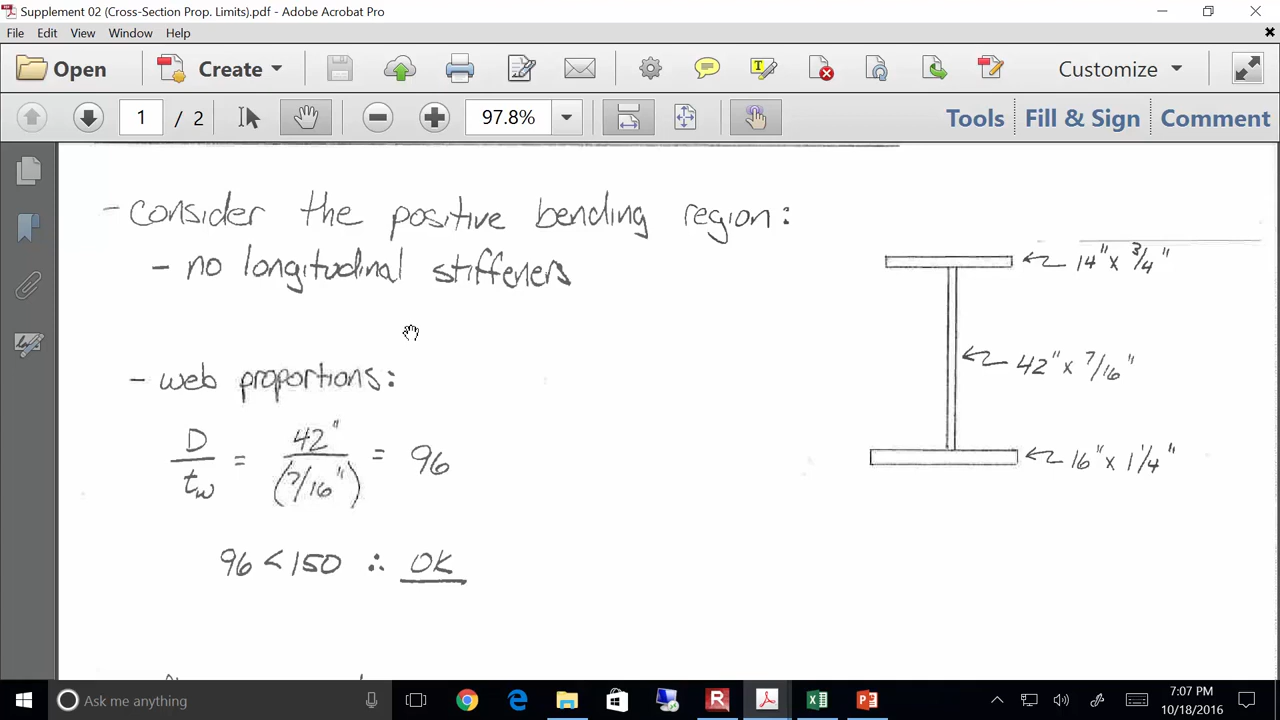 Supplement 02 (Cross-Section Prop. Limits).pdf - Adobe Acrobat Pro
File Edit View Window Help
Open Create Customize
1 / 2 97.8% Tools Fill & Sign Comment
- consider the positive bending region:
- no longitudinal stiffeners
14" x 3/4"
42" x 7/16"
16" x 1 1/4"
- web proportions:
D/tw = 42"/(7/16") = 96
96 < 150 ∴ OK
Ask me anything
7:07 PM
10/18/2016